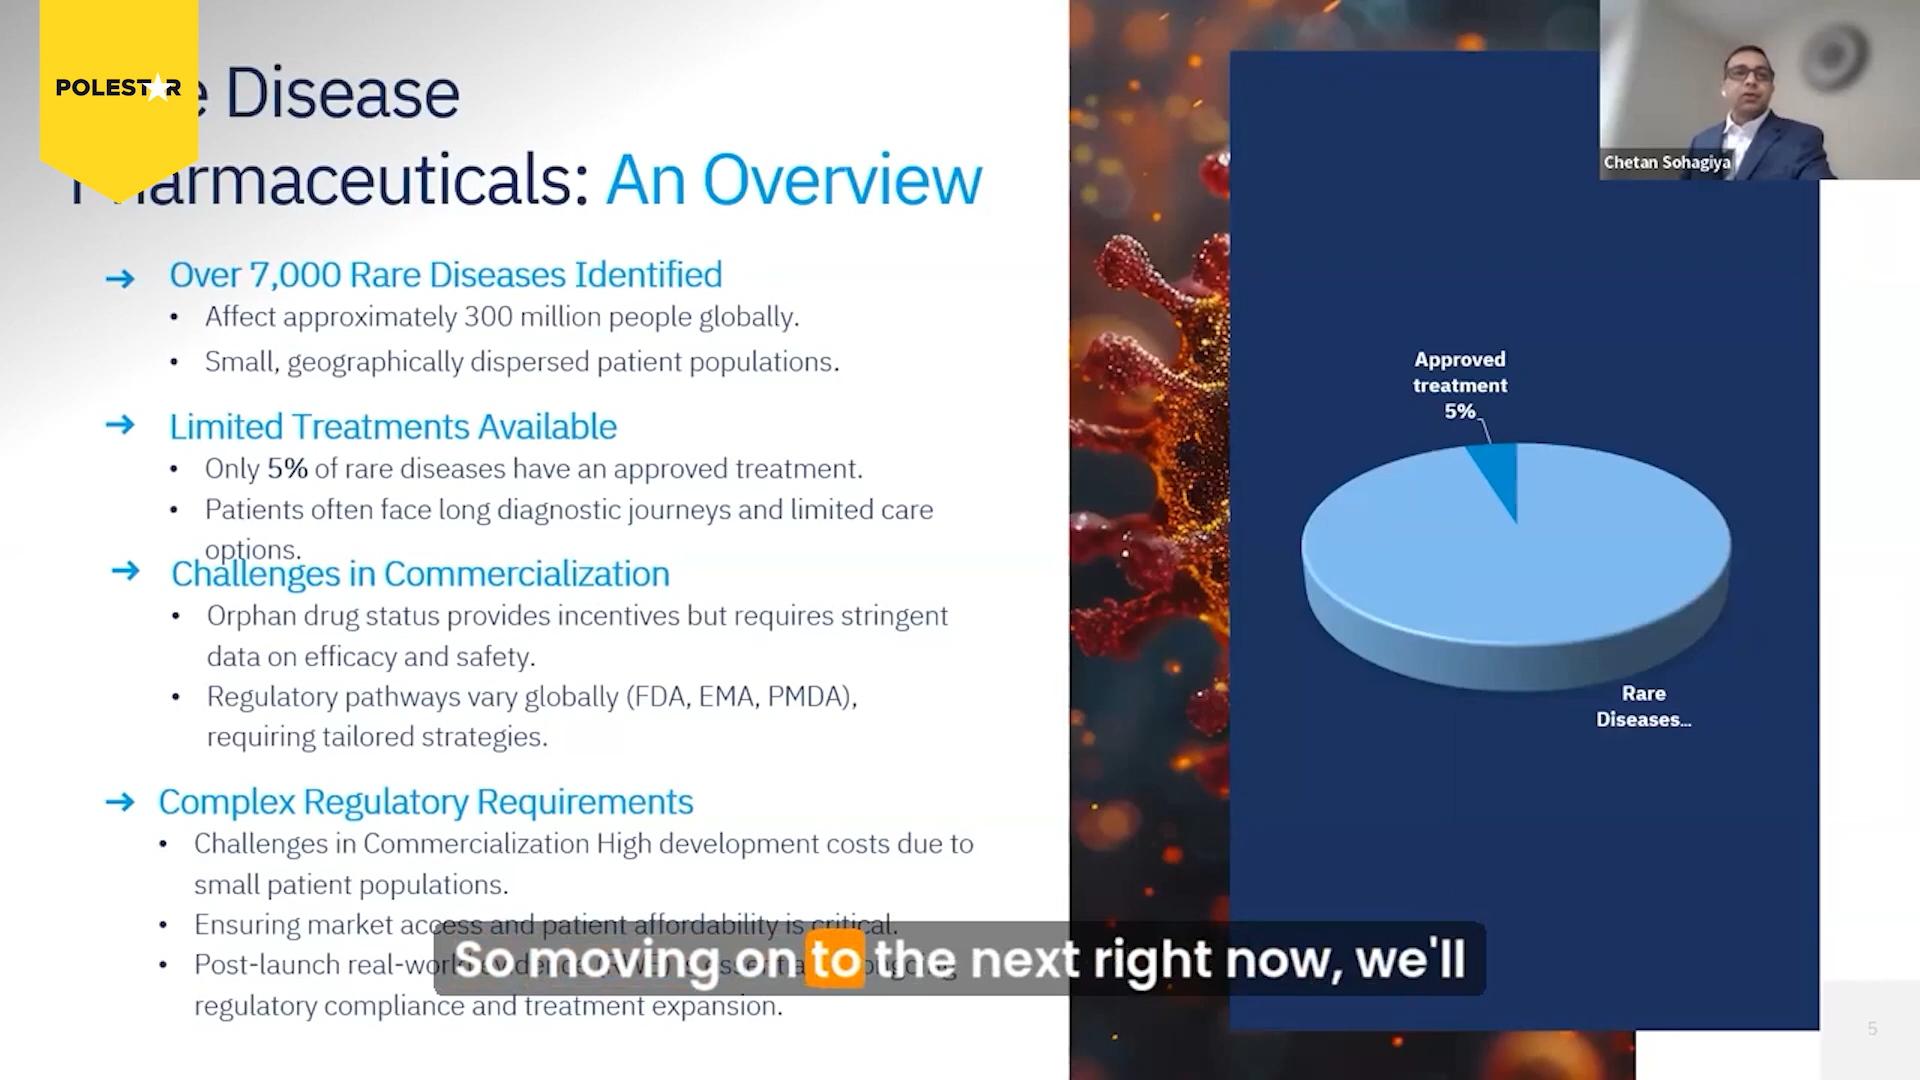 POLESTAR
e Disease
Pharmaceuticals: An Overview
Over 7,000 Rare Diseases Identified
• Affect approximately 300 million people globally.
• Small, geographically dispersed patient populations.
Limited Treatments Available
• Only 5% of rare diseases have an approved treatment.
• Patients often face long diagnostic journeys and limited care
options.
Challenges in Commercialization
• Orphan drug status provides incentives but requires stringent
data on efficacy and safety.
• Regulatory pathways vary globally (FDA, EMA, PMDA),
requiring tailored strategies.
Complex Regulatory Requirements
• Challenges in Commercialization High development costs due to
small patient populations.
• Ensuring market access and patient affordability is critical.
• Post-launch real-world
regulatory compliance and treatment expansion.
So moving on to the next right now, we'll
Chetan Sohagiya
Approved
treatment
5%
Rare
Diseases...
5